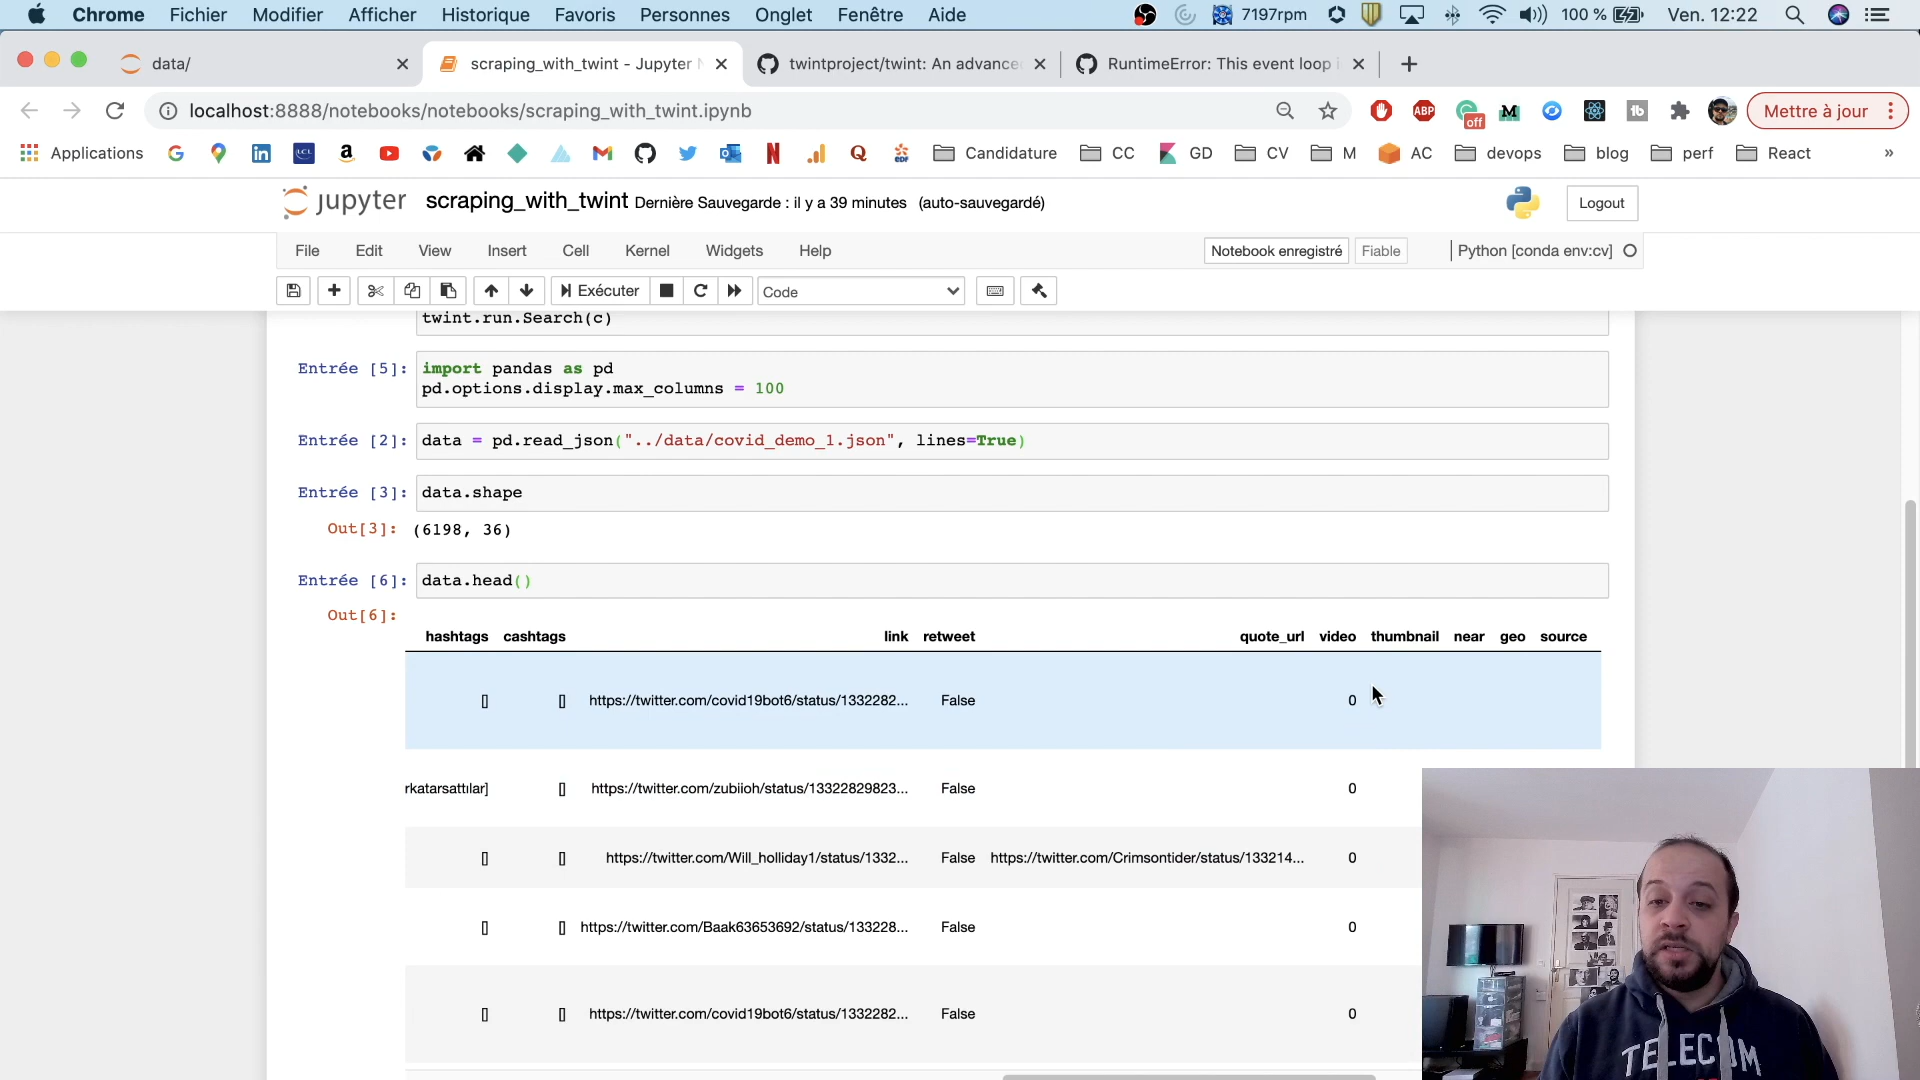 Chrome Fichier Modifier Afficher Historique Favoris Personnes Onglet Fenêtre Aide 7197rpm 100 % Ven. 12:22
data/ scraping_with_twint - Jupyter N twintproject/twint: An advance RuntimeError: This event loop i
localhost:8888/notebooks/notebooks/scraping_with_twint.ipynb ABP off M Mettre à jour
Applications Candidature CC GD CV M AC devops blog perf React »
jupyter scraping_with_twint Dernière Sauvegarde : il y a 39 minutes (auto-sauvegardé) Logout
File Edit View Insert Cell Kernel Widgets Help Notebook enregistré Fiable Python [conda env:cv]
Exécuter Code
twint.run.Search(c)
Entrée [5]: import pandas as pd
pd.options.display.max_columns = 100
Entrée [2]: data = pd.read_json("../data/covid_demo_1.json", lines=True)
Entrée [3]: data.shape
Out[3]: (6198, 36)
Entrée [6]: data.head()
Out[6]:
hashtags cashtags link retweet quote_url video thumbnail near geo source
[] [] https://twitter.com/covid19bot6/status/1332282... False 0
rkatarsattılar] [] https://twitter.com/zubiioh/status/13322829823... False 0
[] [] https://twitter.com/Will_holliday1/status/1332... False https://twitter.com/Crimsontider/status/133214... 0
[] [] https://twitter.com/Baak63653692/status/133228... False 0
[] [] https://twitter.com/covid19bot6/status/1332282... False 0
TELECOM